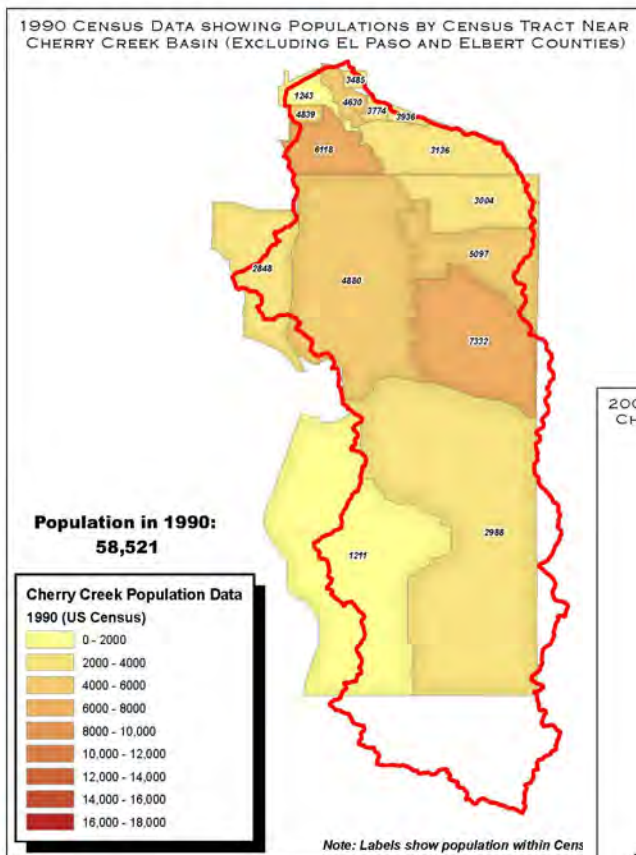 1990 CENSUS DATA SHOWING POPULATIONS BY CENSUS TRACT NEAR
CHERRY CREEK BASIN (EXCLUDING EL PASO AND ELBERT COUNTIES)
3485
1243
4630
4839
3774
3936
6118
3136
3004
5097
2848
4880
7332
200
CH
Population in 1990:
58,521
2988
1211
Cherry Creek Population Data
1990 (US Census)
0 - 2000
2000 - 4000
4000 - 6000
6000 - 8000
8000 - 10,000
10,000 - 12,000
12,000 - 14,000
14,000 - 16,000
16,000 - 18,000
Note: Labels show population within Cens